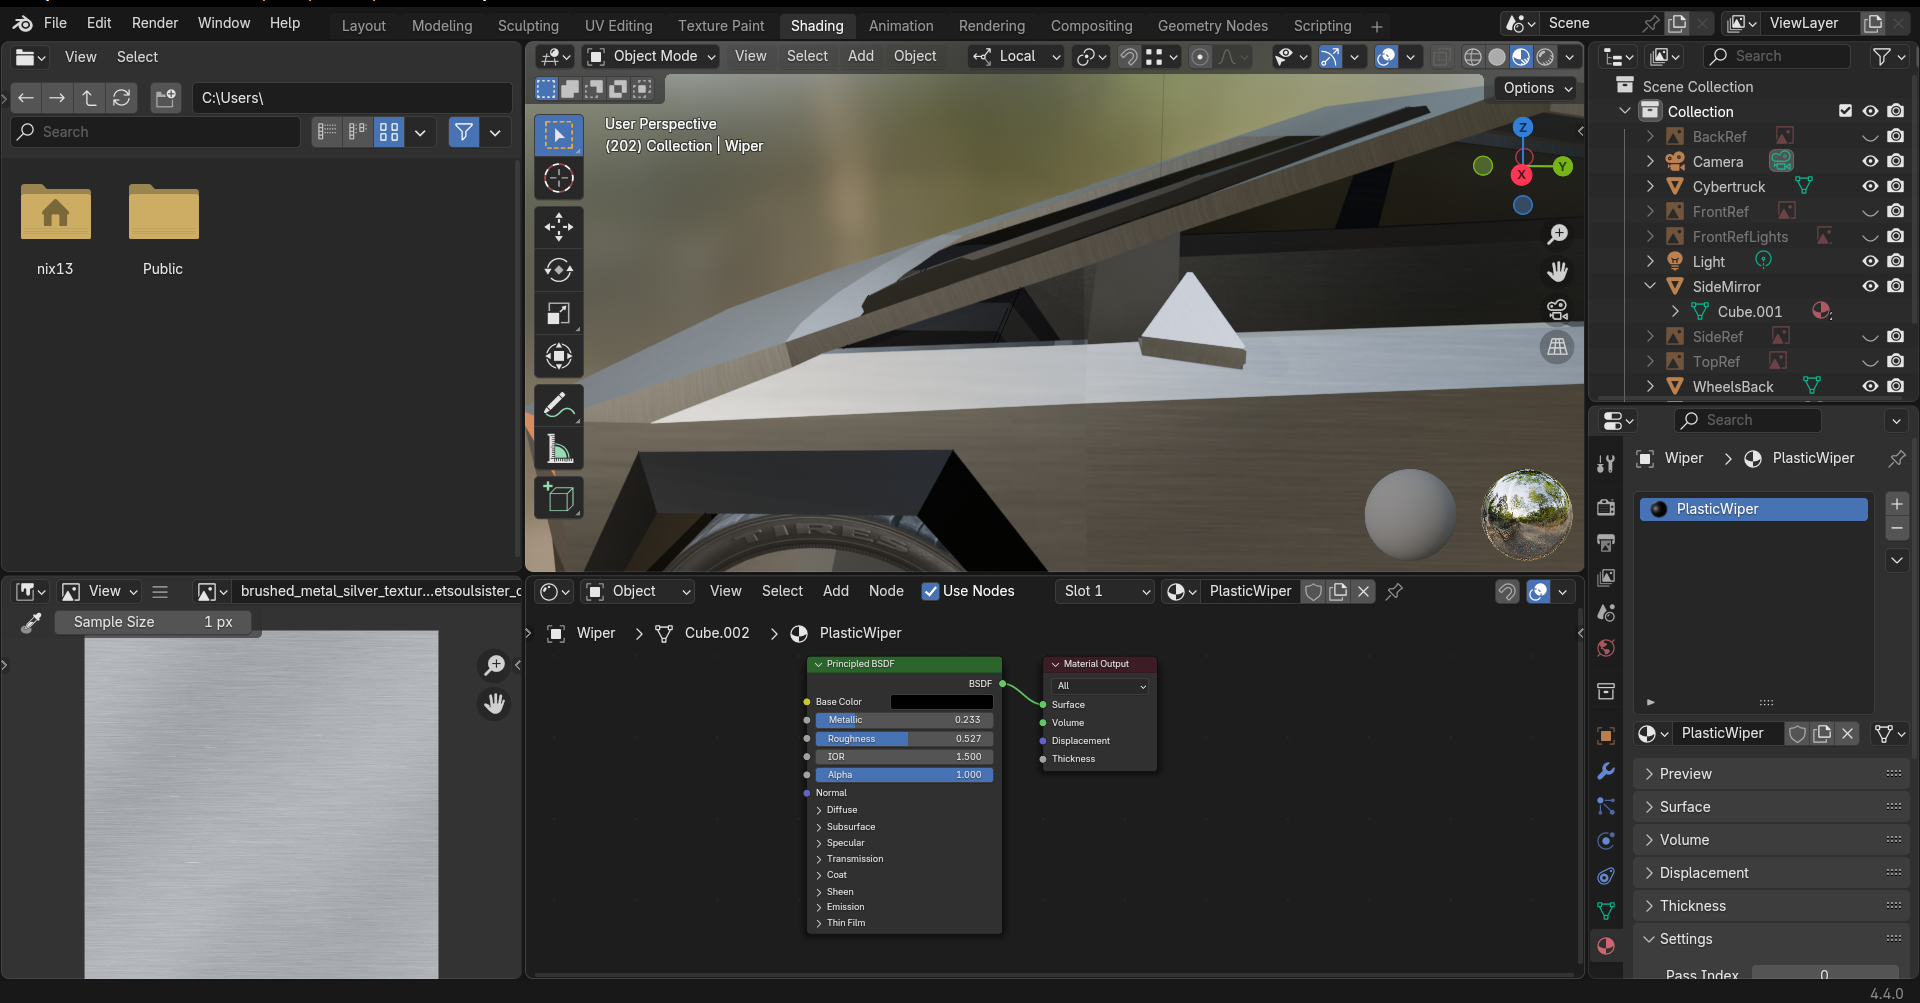 File Edit Render Window Help Layout Modeling Sculpting UV Editing Texture Paint Shading Animation Rendering Compositing Geometry Nodes Scripting Scene ViewLayer
View Select
C:\Users\
Search
nix13 Public
Object Mode View Select Add Object Local
Options
User Perspective
(202) Collection | Wiper
Z
Y
X
TIRES
Search
Scene Collection
Collection
BackRef
Camera
Cybertruck
FrontRef
FrontRefLights
Light
SideMirror
Cube.001
SideRef
TopRef
WheelsBack
View brushed_metal_silver_textur...etsoulsister_
Sample Size 1 px
Object View Select Add Node Use Nodes Slot 1 PlasticWiper
Wiper Cube.002 PlasticWiper
Principled BSDF
BSDF
Base Color
Metallic 0.233
Roughness 0.527
IOR 1.500
Alpha 1.000
Normal
Diffuse
Subsurface
Specular
Transmission
Coat
Sheen
Emission
Thin Film
Material Output
All
Surface
Volume
Displacement
Thickness
Search
Wiper PlasticWiper
PlasticWiper
PlasticWiper
Preview
Surface
Volume
Displacement
Thickness
Settings
Pass Index 0
4.4.0